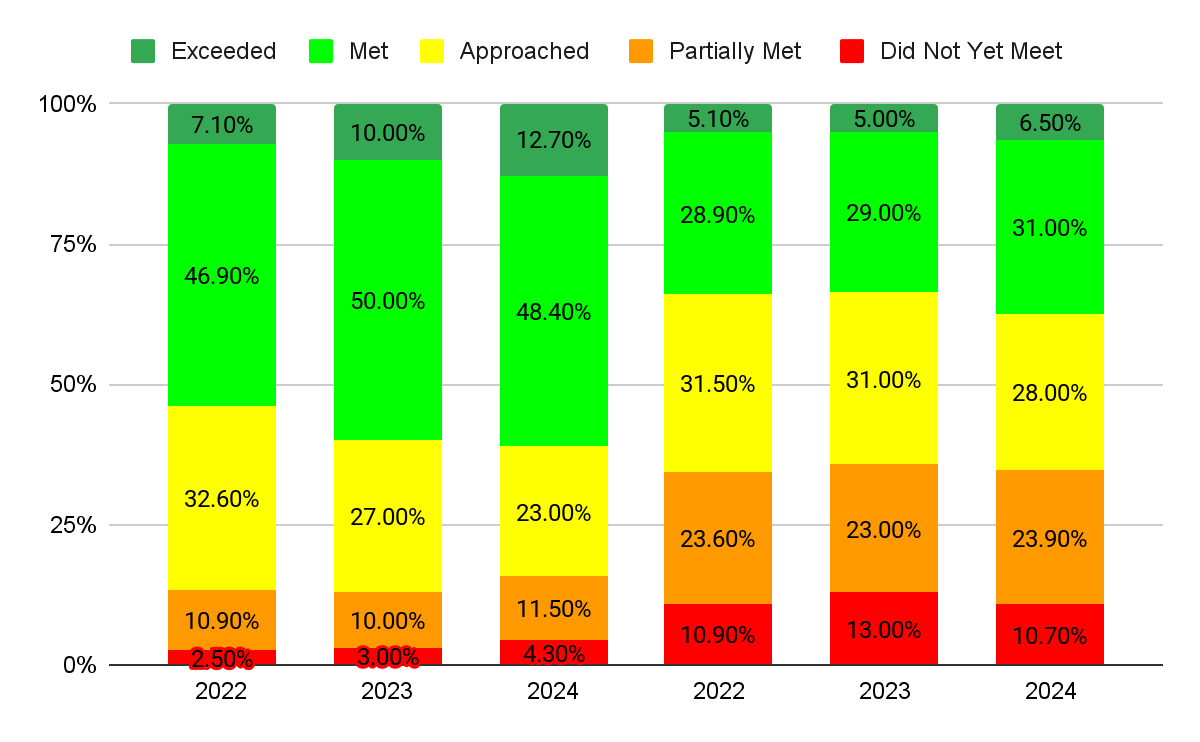 Exceeded Met Approached Partially Met Did Not Yet Meet
100%
7.10% 10.00% 12.70% 5.10% 5.00% 6.50%
75%
46.90% 50.00% 48.40% 28.90% 29.00% 31.00%
50%
32.60% 27.00% 23.00% 31.50% 31.00% 28.00%
25%
10.90% 10.00% 11.50% 23.60% 23.00% 23.90%
2.50% 3.00% 4.30% 10.90% 13.00% 10.70%
0%
2022 2023 2024 2022 2023 2024